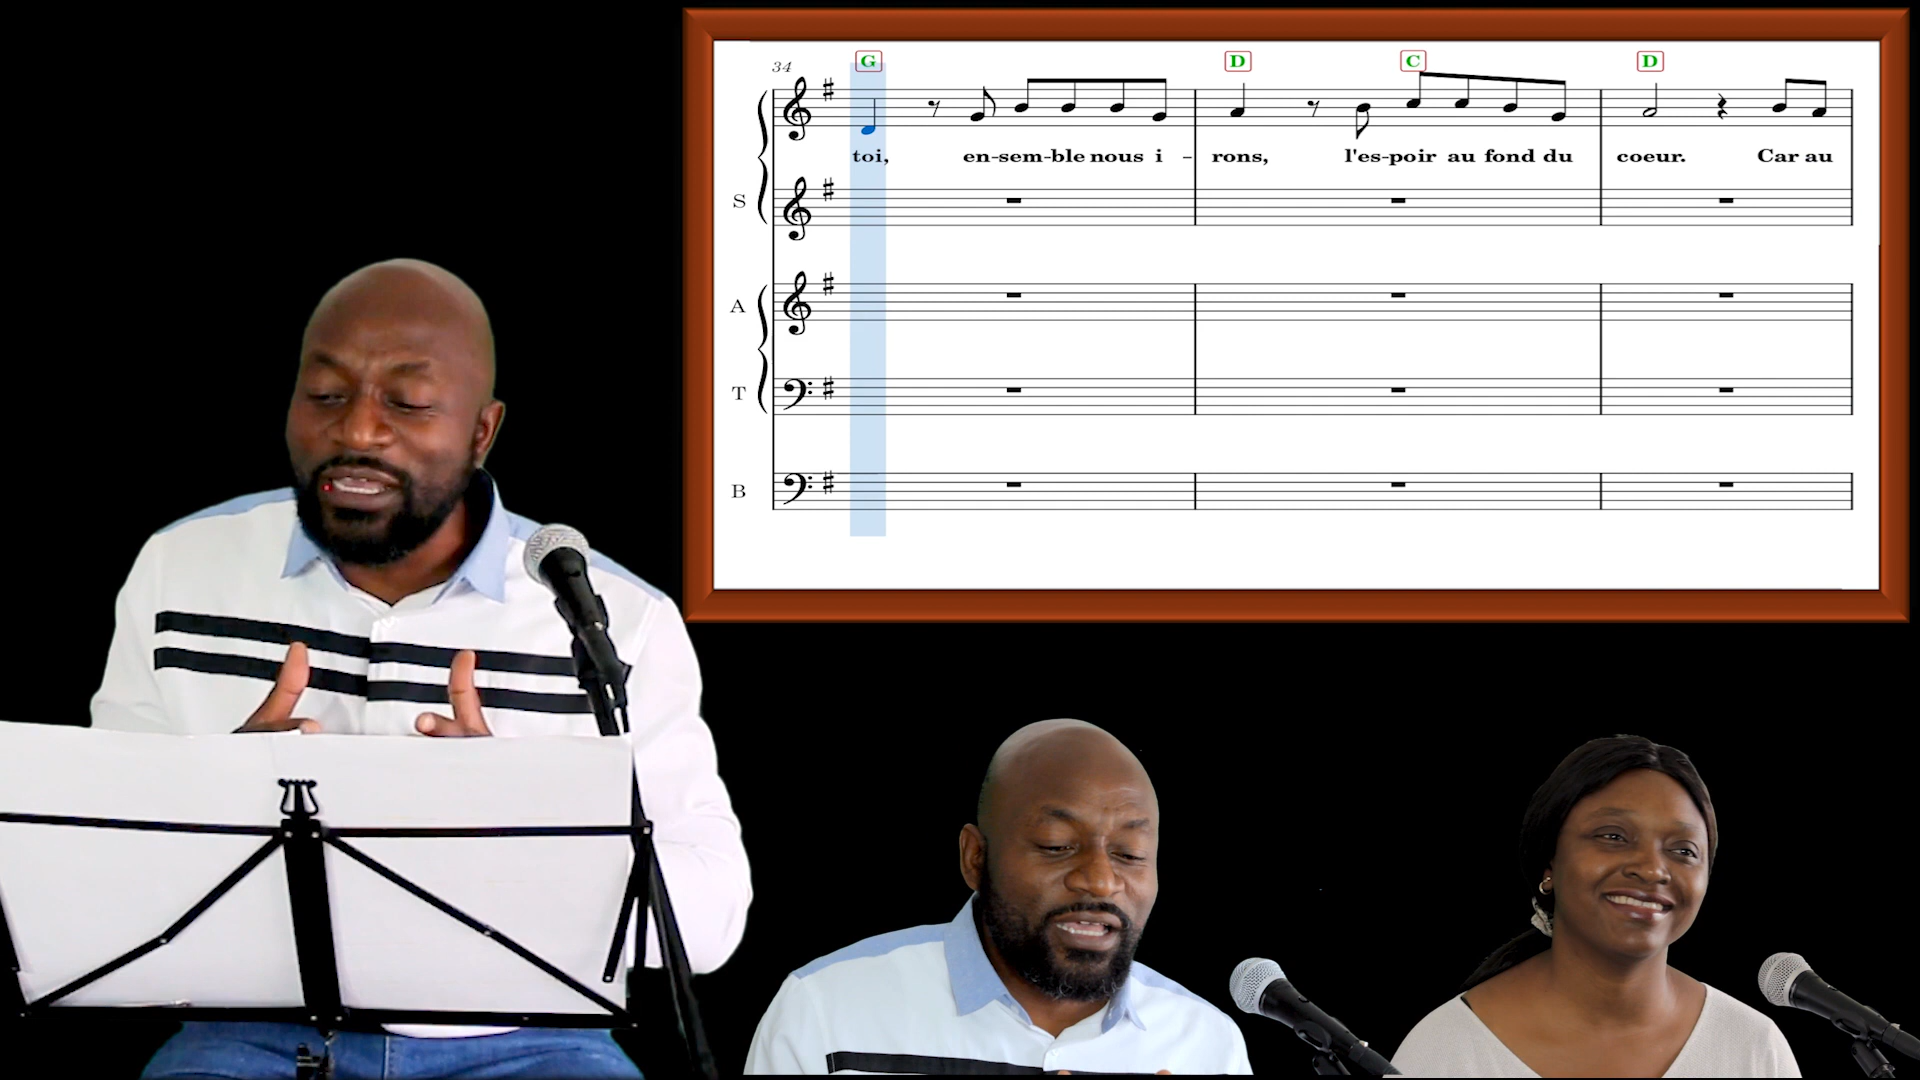 34 G D C D
toi, en-sem-ble nous i - rons, l'es-poir au fond du coeur. Car au
S
A
T
B